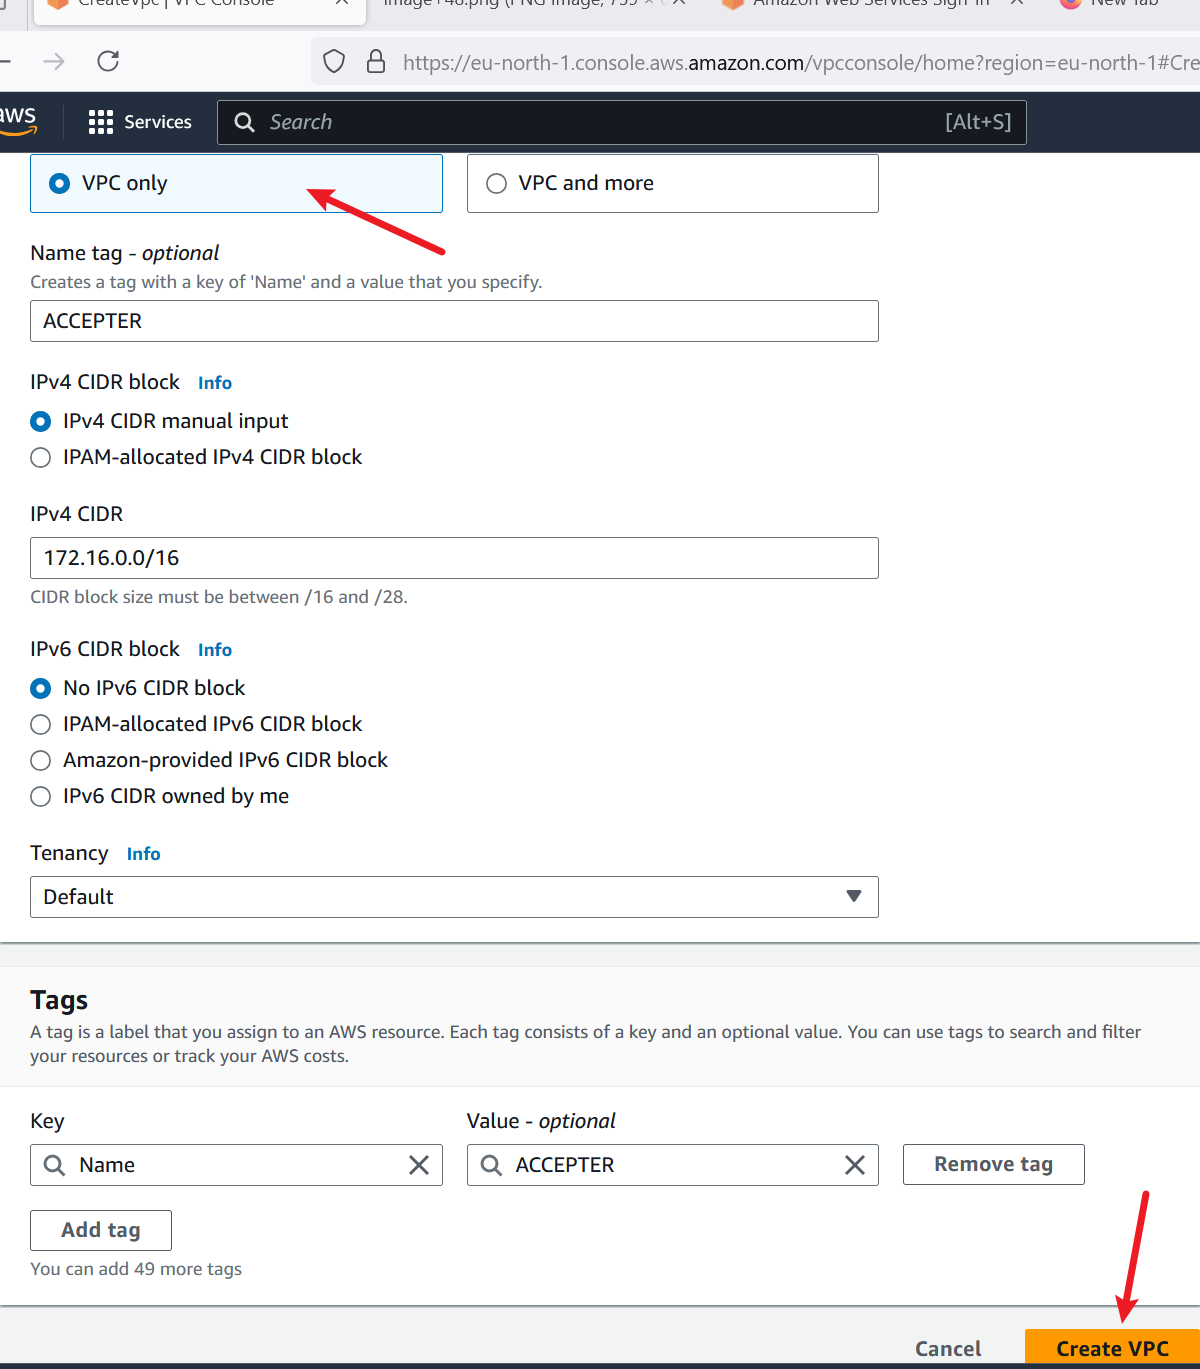 CreateVpc | VPC Console
Image+48.png (PNG Image, 759 ×
Amazon Web Services Sign-In
New Tab
https://eu-north-1.console.aws.amazon.com/vpcconsole/home?region=eu-north-1#Cre
aws
Services
Search
[Alt+S]
VPC only
VPC and more
Name tag - optional
Creates a tag with a key of 'Name' and a value that you specify.
ACCEPTER
IPv4 CIDR block Info
IPv4 CIDR manual input
IPAM-allocated IPv4 CIDR block
IPv4 CIDR
172.16.0.0/16
CIDR block size must be between /16 and /28.
IPv6 CIDR block Info
No IPv6 CIDR block
IPAM-allocated IPv6 CIDR block
Amazon-provided IPv6 CIDR block
IPv6 CIDR owned by me
Tenancy Info
Default
Tags
A tag is a label that you assign to an AWS resource. Each tag consists of a key and an optional value. You can use tags to search and filter
your resources or track your AWS costs.
Key
Value - optional
Name
ACCEPTER
Remove tag
Add tag
You can add 49 more tags
Cancel
Create VPC